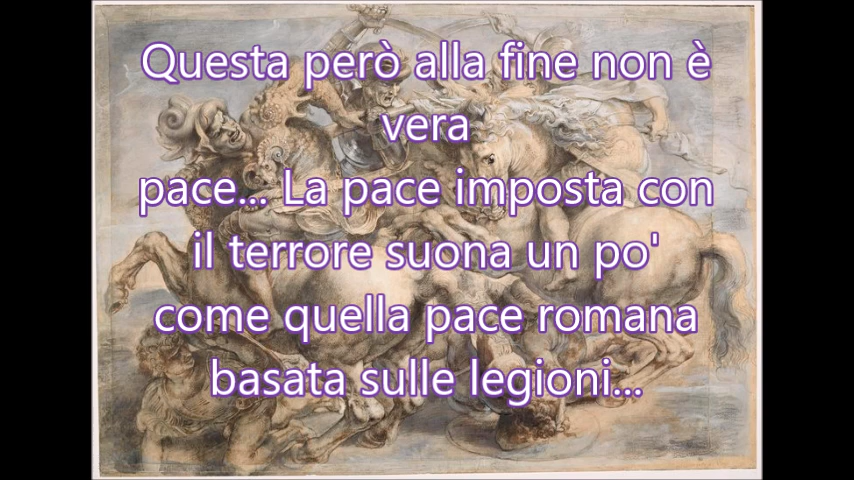 Questa però alla fine non è
vera
pace... La pace imposta con
il terrore suona un po'
come quella pace romana
basata sulle legioni...